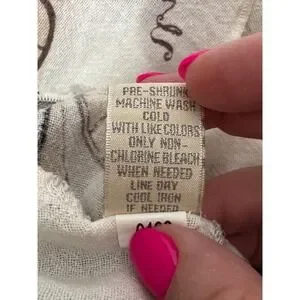 PRE-SHRUNK
MACHINE WASH
COLD
WITH LIKE COLORS
ONLY NON-
CHLORINE BLEACH
WHEN NEEDED
LINE DAY
COOL IRON
IF NEEDED